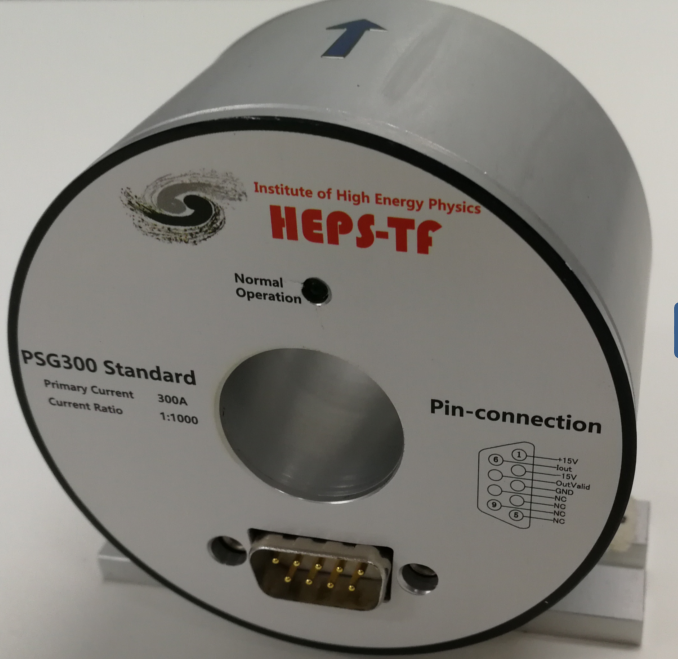 Institute of High Energy Physics
HEPS-TF
Normal
Operation
PSG300 Standard
Primary Current 300A
Current Ratio 1:1000
Pin-connection
1
6
9
5
+15V
Iout
-15V
OutValid
GND
NC
NC
NC
NC